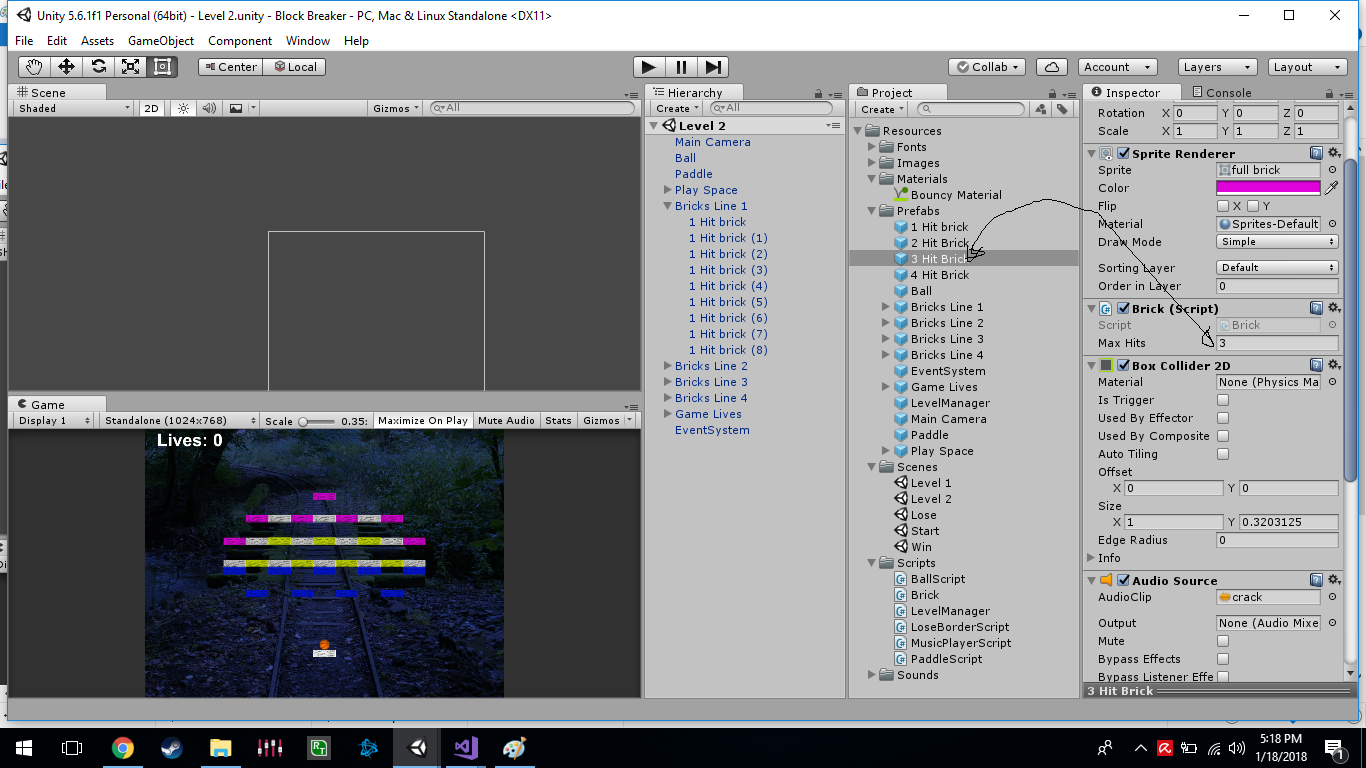 Unity 5.6.1f1 Personal (64bit) - Level 2.unity - Block Breaker - PC, Mac & Linux Standalone <DX11>
File Edit Assets GameObject Component Window Help
Center Local Collab Account Layers Layout
Scene
Shaded 2D Gizmos All
Game
Display 1 Standalone (1024x768) Scale 0.35: Maximize On Play Mute Audio Stats Gizmos
Lives: 0
Hierarchy
Create All
Level 2
Main Camera
Ball
Paddle
Play Space
Bricks Line 1
1 Hit brick
1 Hit brick (1)
1 Hit brick (2)
1 Hit brick (3)
1 Hit brick (4)
1 Hit brick (5)
1 Hit brick (6)
1 Hit brick (7)
1 Hit brick (8)
Bricks Line 2
Bricks Line 3
Bricks Line 4
Game Lives
EventSystem
Project
Create
Resources
Fonts
Images
Materials
Bouncy Material
Prefabs
1 Hit brick
2 Hit Brick
3 Hit Brick
4 Hit Brick
Ball
Bricks Line 1
Bricks Line 2
Bricks Line 3
Bricks Line 4
EventSystem
Game Lives
LevelManager
Main Camera
Paddle
Play Space
Scenes
Level 1
Level 2
Lose
Start
Win
Scripts
BallScript
Brick
LevelManager
LoseBorderScript
MusicPlayerScript
PaddleScript
Sounds
Inspector Console
Rotation X 0 Y 0 Z 0
Scale X 1 Y 1 Z 1
Sprite Renderer
Sprite full brick
Color
Flip X Y
Material Sprites-Default
Draw Mode Simple
Sorting Layer Default
Order in Layer 0
Brick (Script)
Script Brick
Max Hits 3
Box Collider 2D
Material None (Physics Ma
Is Trigger
Used By Effector
Used By Composite
Auto Tiling
Offset
X 0 Y 0
Size
X 1 Y 0.3203125
Edge Radius 0
Info
Audio Source
AudioClip crack
Output None (Audio Mixe
Mute
Bypass Effects
Bypass Listener Effe
3 Hit Brick
RT
5:18 PM
1/18/2018
1